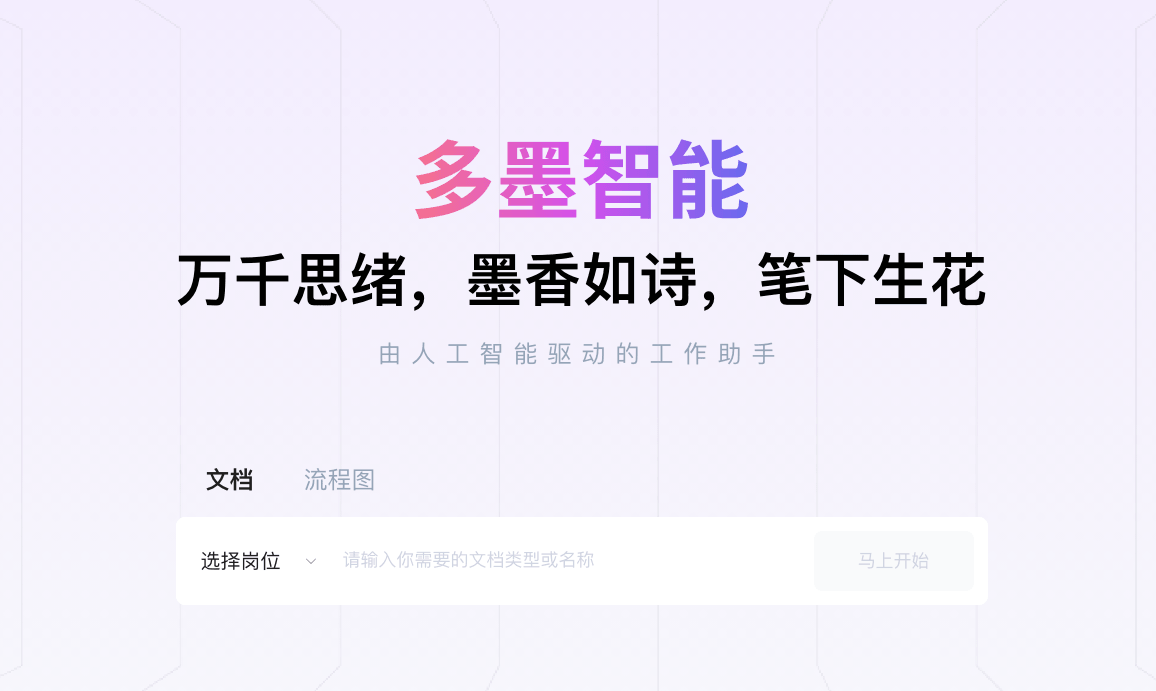 多墨智能
万千思绪，墨香如诗，笔下生花
由人工智能驱动的工作助手
文档 流程图
选择岗位 请输入你需要的文档类型或名称 马上开始